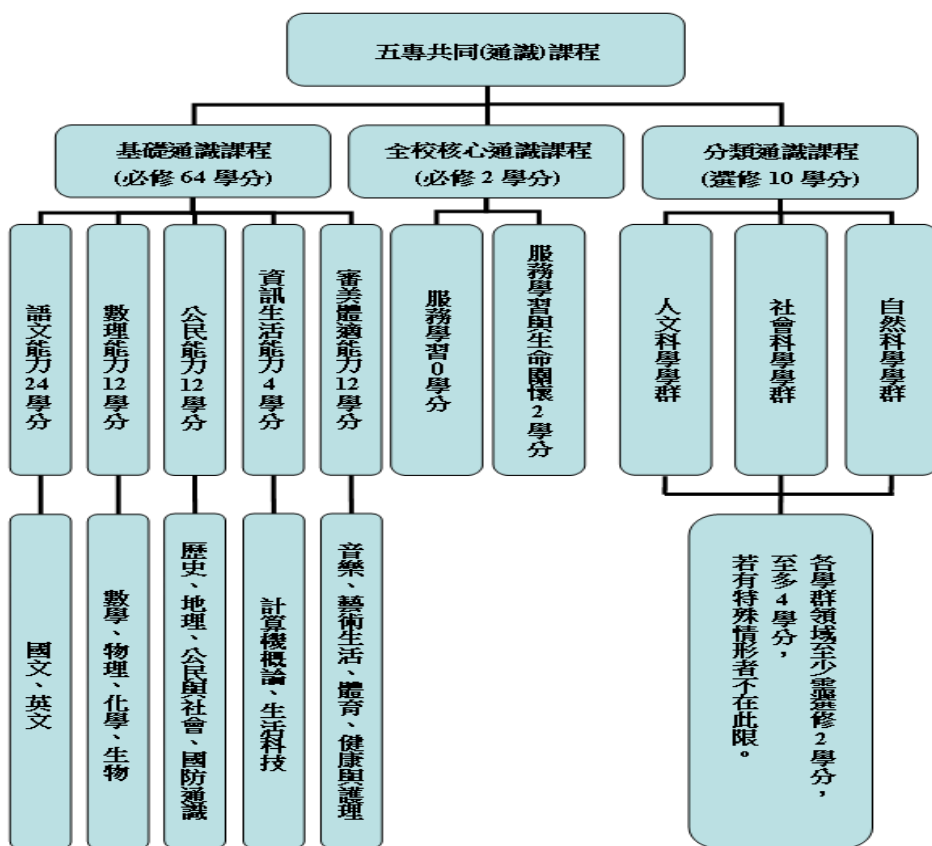 五專共同(通識)課程
基礎通識課程
(必修 64 學分)
全校核心通識課程
(必修 2 學分)
分類通識課程
(選修 10 學分)
語文能力24學分
數理能力12學分
公民能力12學分
資訊生活能力4學分
審美體適能力12學分
服務學習0學分
服務學習與生命關懷2學分
人文科學學群
社會科學學群
自然科學學群
國文、英文
數學、物理、化學、生物
歷史、地理、公民與社會、國防通識
計算機概論、生活科技
音樂、藝術生活、體育、健康與護理
各學群領域至少需選修2學分，
至多4學分，
若有特殊情形者不在此限。